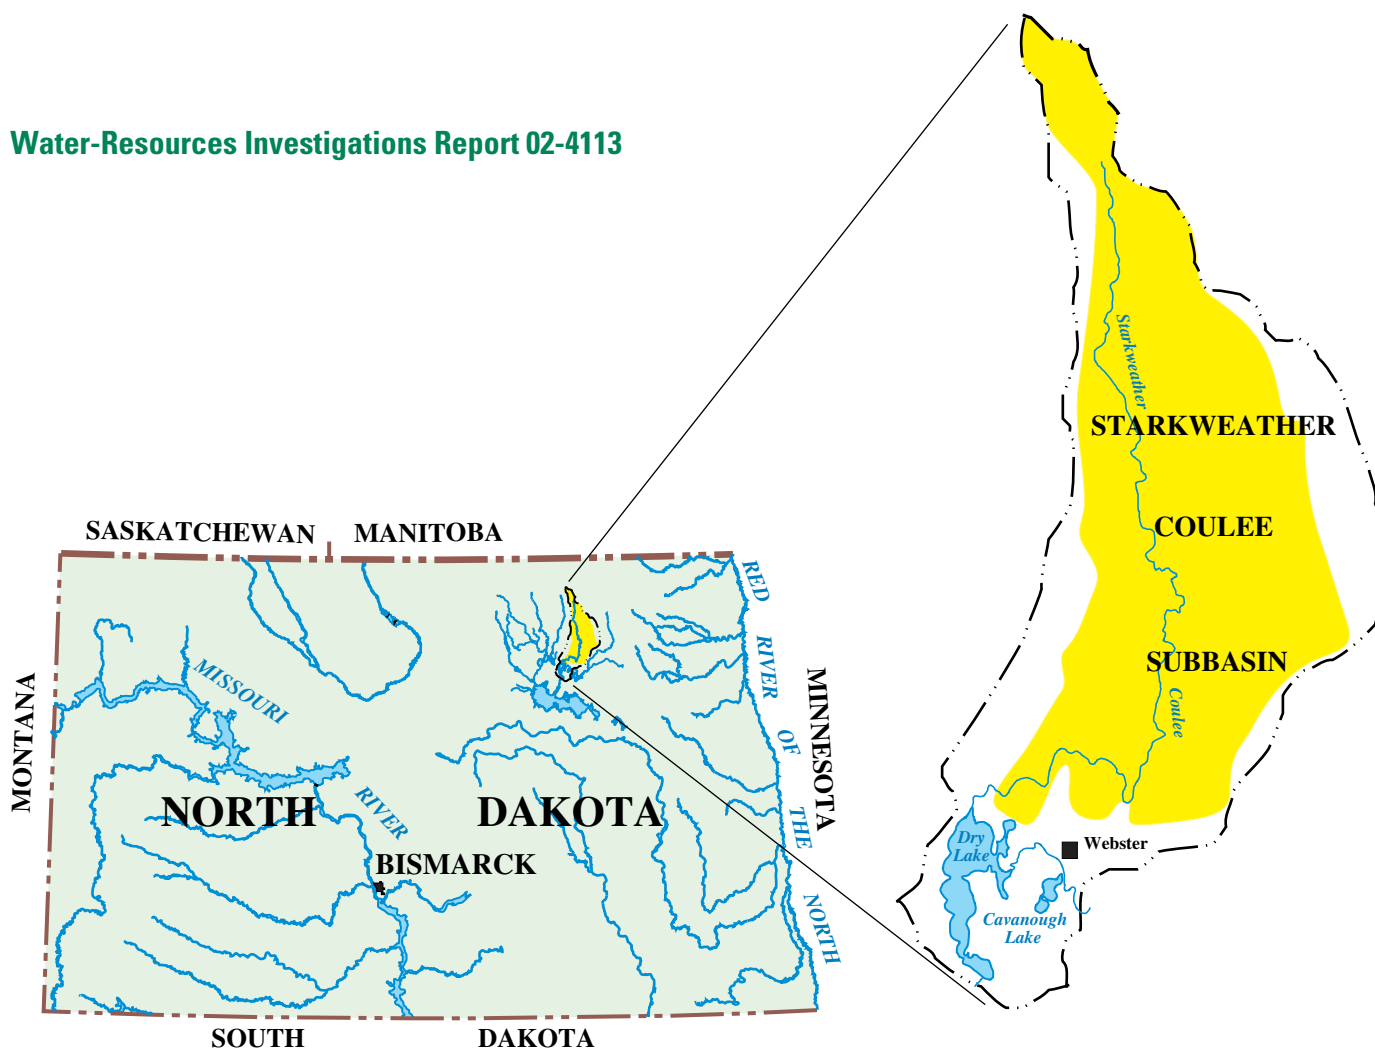 Water-Resources Investigations Report 02-4113
Starkweather
STARKWEATHER
COULEE
SUBBASIN
Coulee
Dry
Lake
Webster
Cavanough
Lake
SASKATCHEWAN
MANITOBA
MONTANA
MISSOURI
RIVER
RED
RIVER
OF
THE
NORTH
MINNESOTA
NORTH
DAKOTA
BISMARCK
SOUTH
DAKOTA